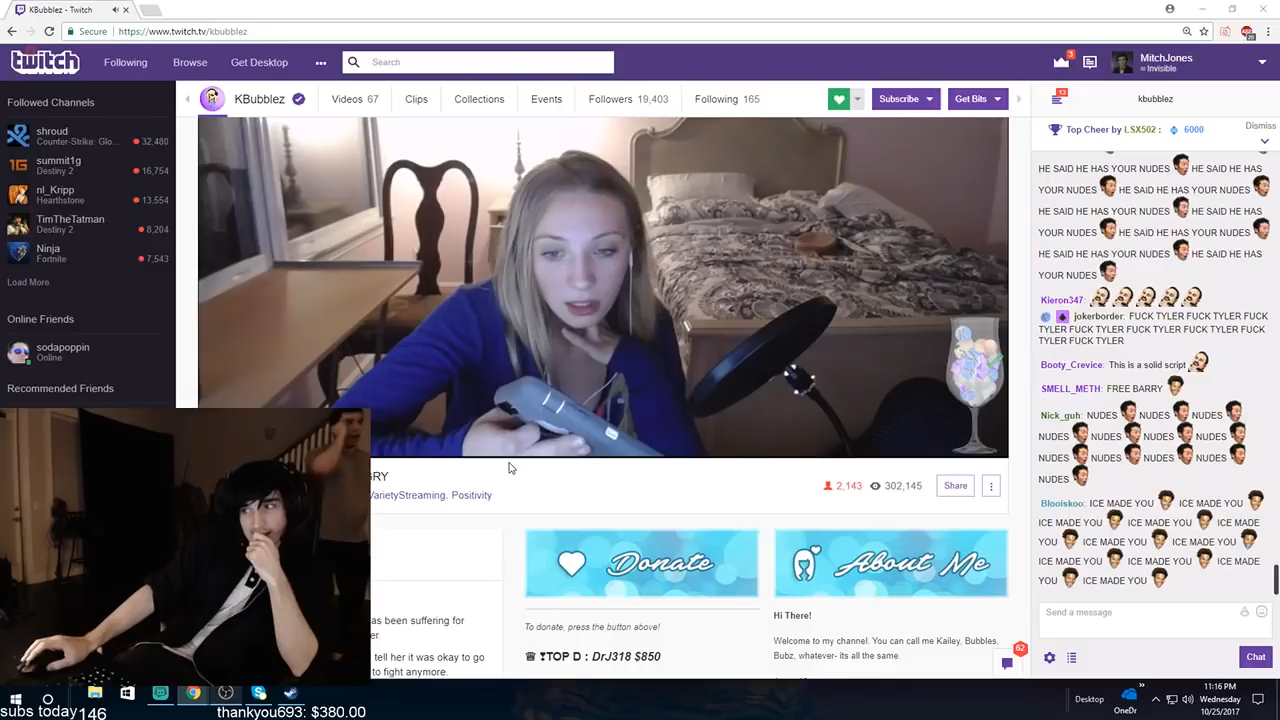 KBubblez - Twitch
Secure
https://www.twitch.tv/kbubblez
twitch
Following
Browse
Get Desktop
Search
3
MitchJones
Invisible
Followed Channels
shroud
Counter-Strike: Glo...
32,480
summit1g
Destiny 2
16,754
nl_Kripp
Hearthstone
13,554
TimTheTatman
Destiny 2
8,204
Ninja
Fortnite
7,543
Load More
Online Friends
sodapoppin
Online
Recommended Friends
KBubblez
Videos 67
Clips
Collections
Events
Followers 19,403
Following 165
Subscribe
Get Bits
GRY
VarietyStreaming. Positivity
2,143
302,145
Share
as been suffering for
er.
tell her it was okay to
to fight anymore.
Donate
To donate, press the button above!
TOP D : DrJ318 $850
About Me
Hi There!
Welcome to my channel. You can call me Kailey, Bubbles,
Bubz, whatever- its all the same.
82
13
kbubblez
Top Cheer by LSX502 : 6000
Dismiss
HE SAID HE HAS YOUR NUDES HE SAID HE HAS
YOUR NUDES HE SAID HE HAS YOUR NUDES
HE SAID HE HAS YOUR NUDES HE SAID HE HAS
YOUR NUDES HE SAID HE HAS YOUR NUDES
HE SAID HE HAS YOUR NUDES HE SAID HE HAS
YOUR NUDES
Kieron347:
jokerborder: FUCK TYLER FUCK TYLER FUCK
TYLER FUCK TYLER FUCK TYLER FUCK TYLER
FUCK TYLER FUCK TYLER
Booty_Crevice: This is a solid script
SMELL_METH: FREE BARRY
Nick_guh: NUDES NUDES NUDES
NUDES NUDES NUDES NUDES
NUDES NUDES NUDES NUDES
NUDES
Blooiskoo: ICE MADE YOU ICE MADE YOU
ICE MADE YOU ICE MADE YOU ICE MADE
YOU ICE MADE YOU ICE MADE YOU
ICE MADE YOU ICE MADE YOU ICE MADE
YOU ICE MADE YOU
Send a message
Chat
subs today 146
thankyou693: $380.00
Desktop
OneDr
11:16 PM
Wednesday
10/25/2017